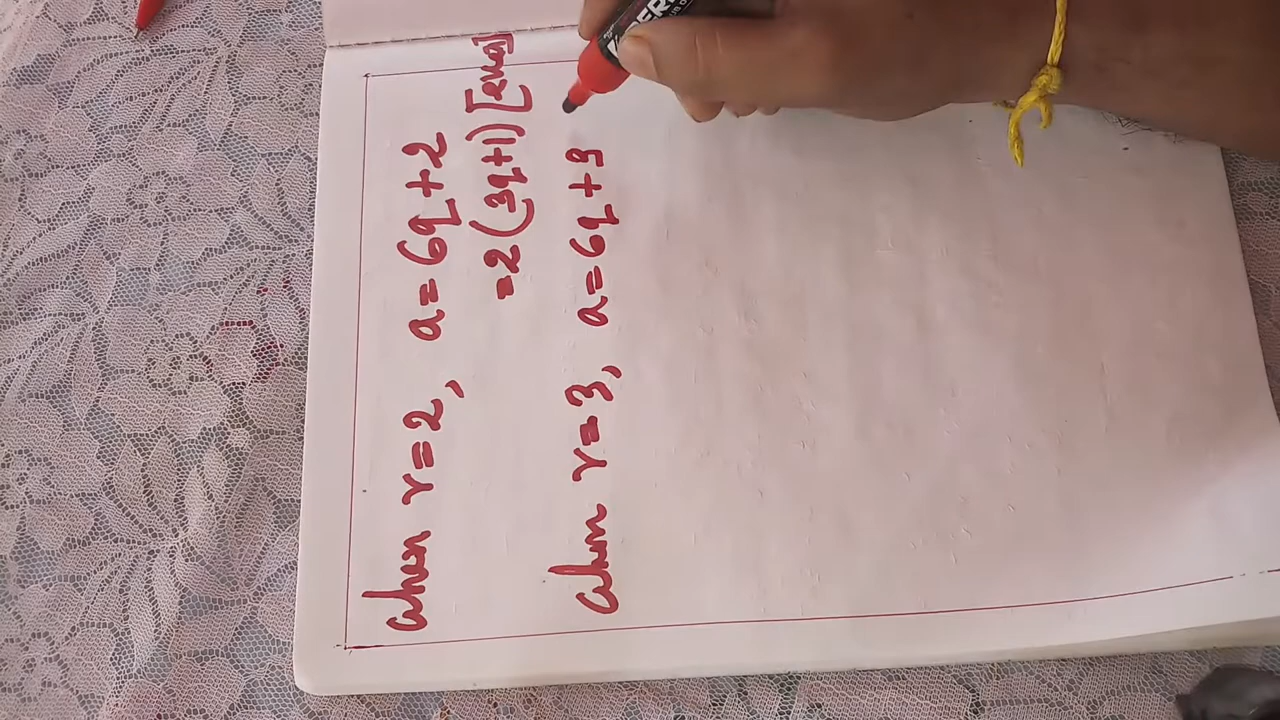 when r=2, a=6q+2
=2(3q+1) [even]
when r=3, a=6q+3